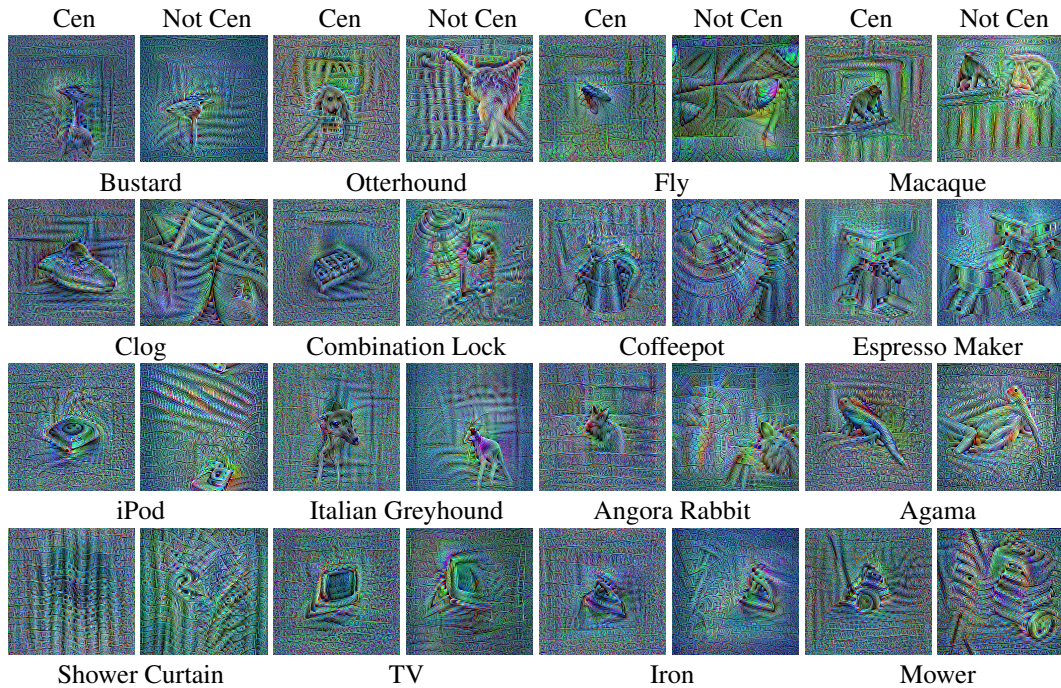 Cen Not Cen Cen Not Cen Cen Not Cen Cen Not Cen
Bustard Otterhound Fly Macaque
Clog Combination Lock Coffeepot Espresso Maker
iPod Italian Greyhound Angora Rabbit Agama
Shower Curtain TV Iron Mower